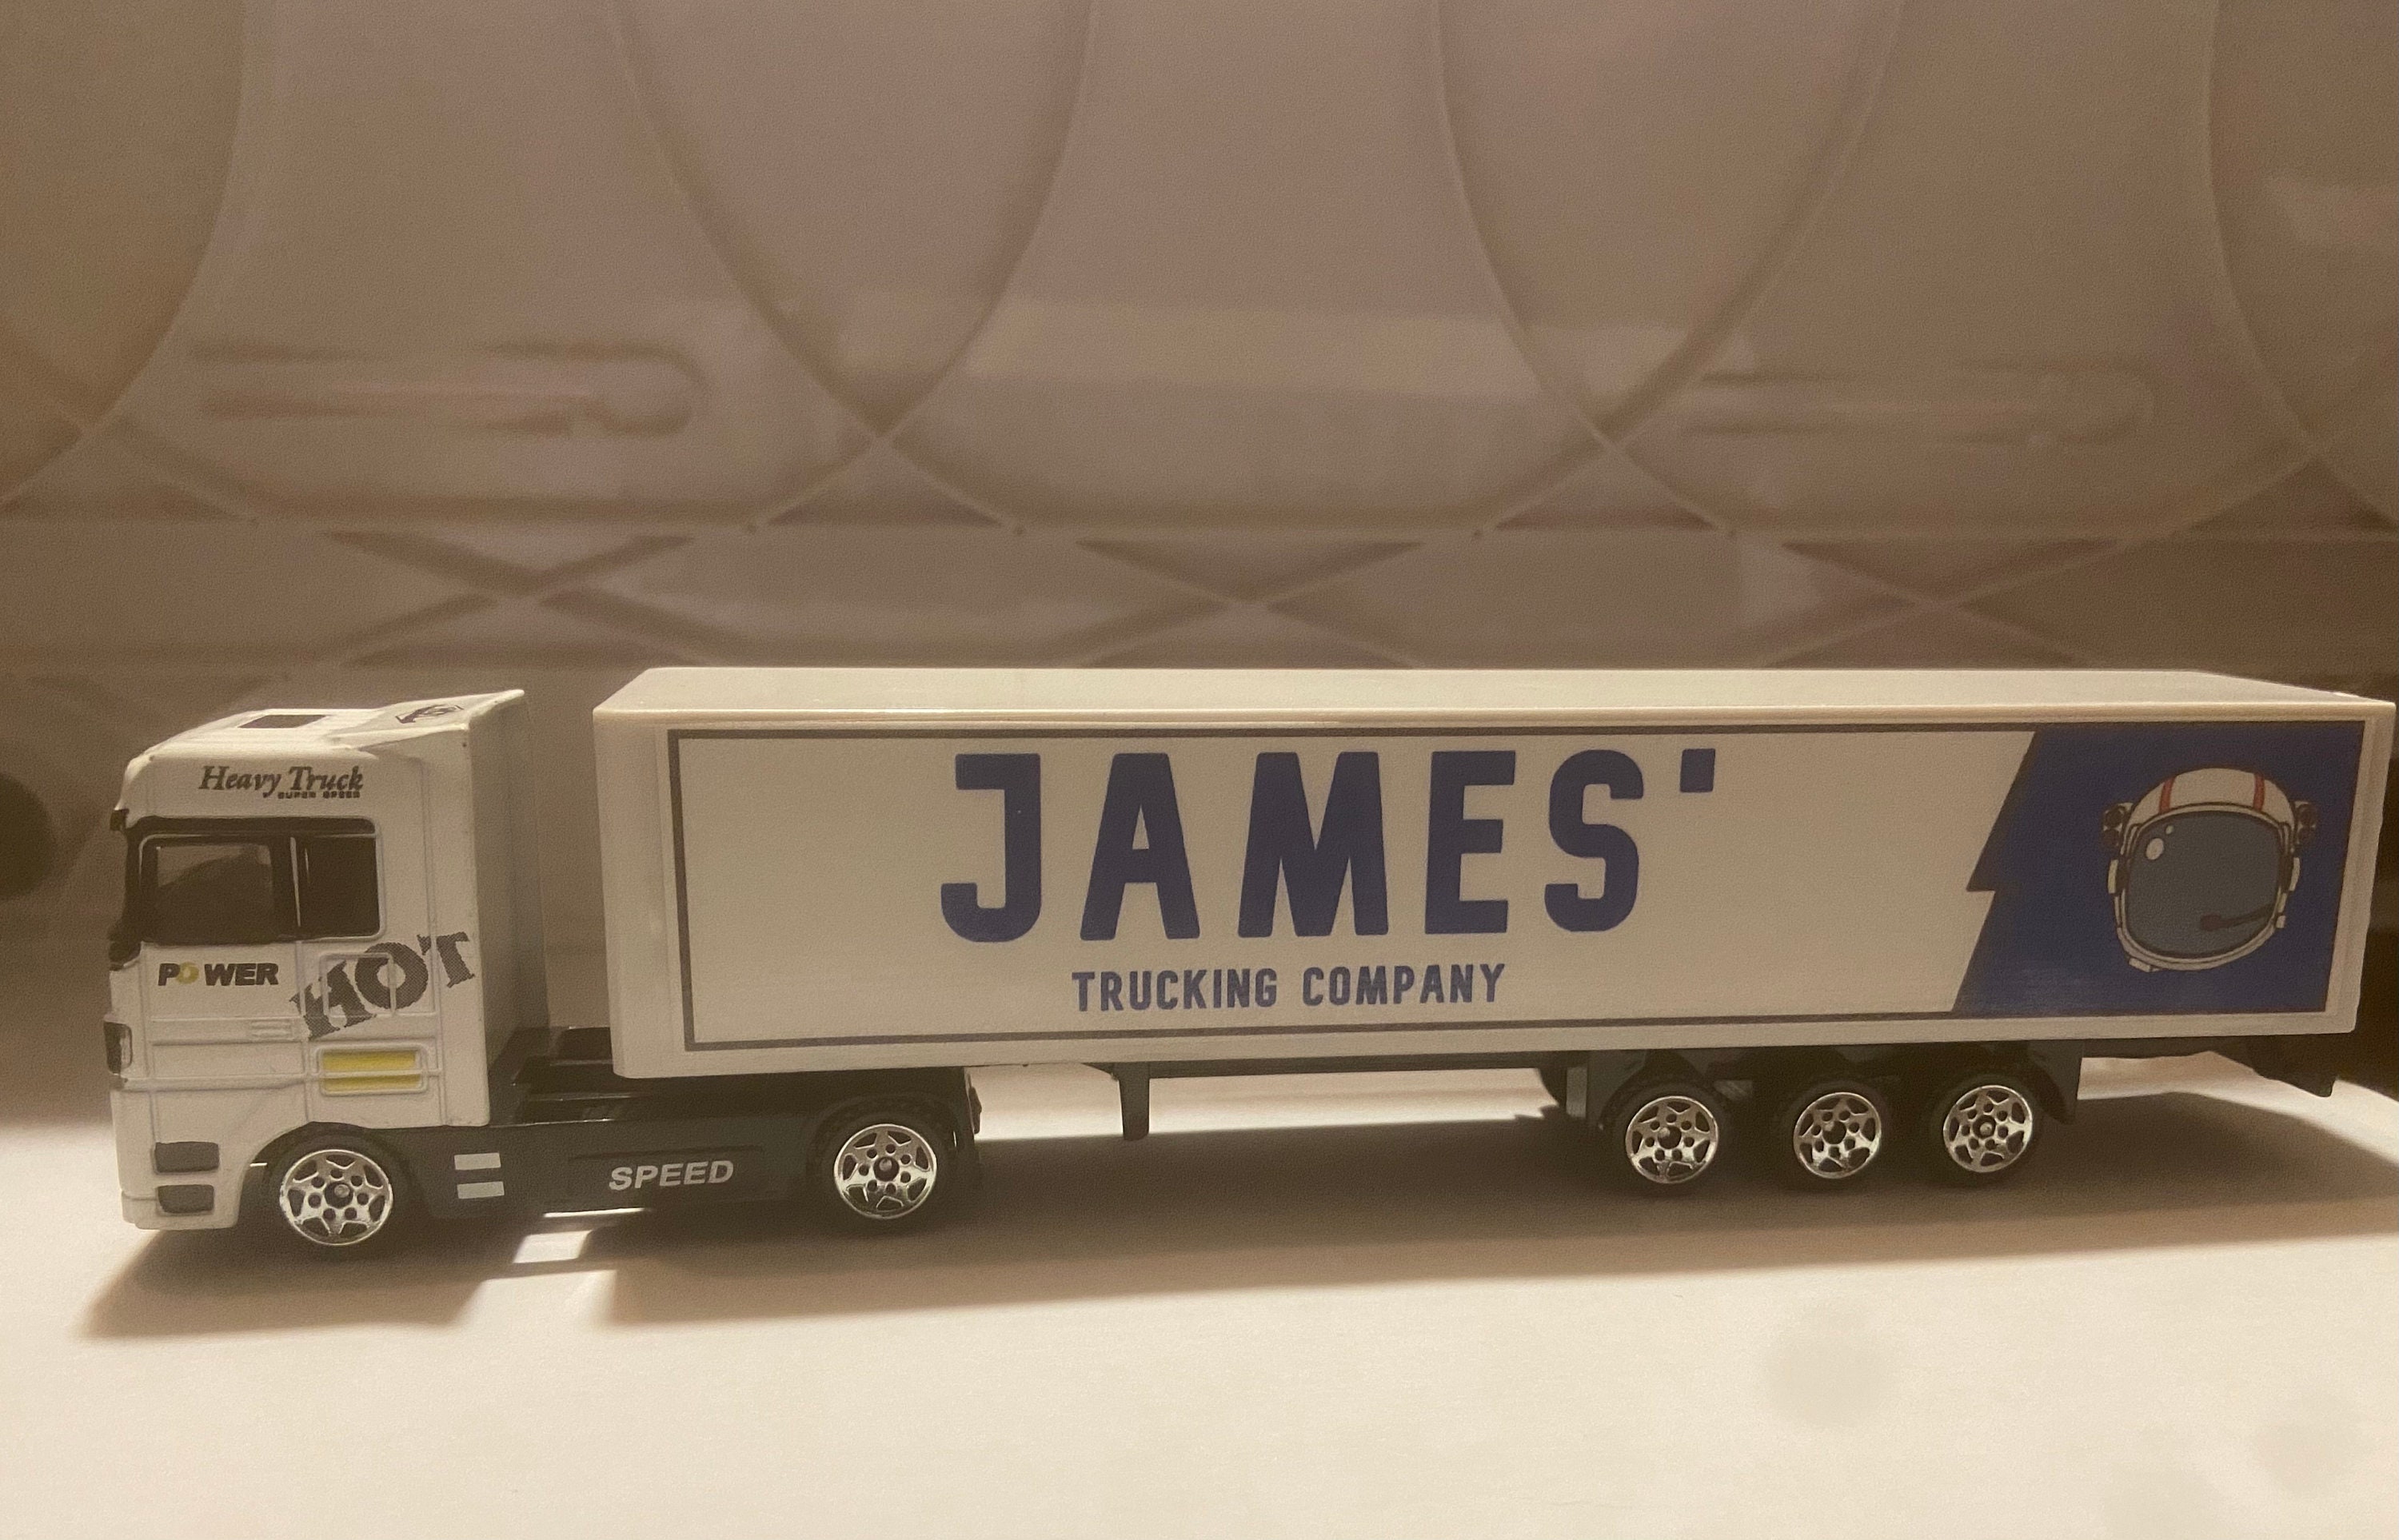 Heavy Truck
SUPER SPEED
POWER
HOT
SPEED
JAMES'
TRUCKING COMPANY